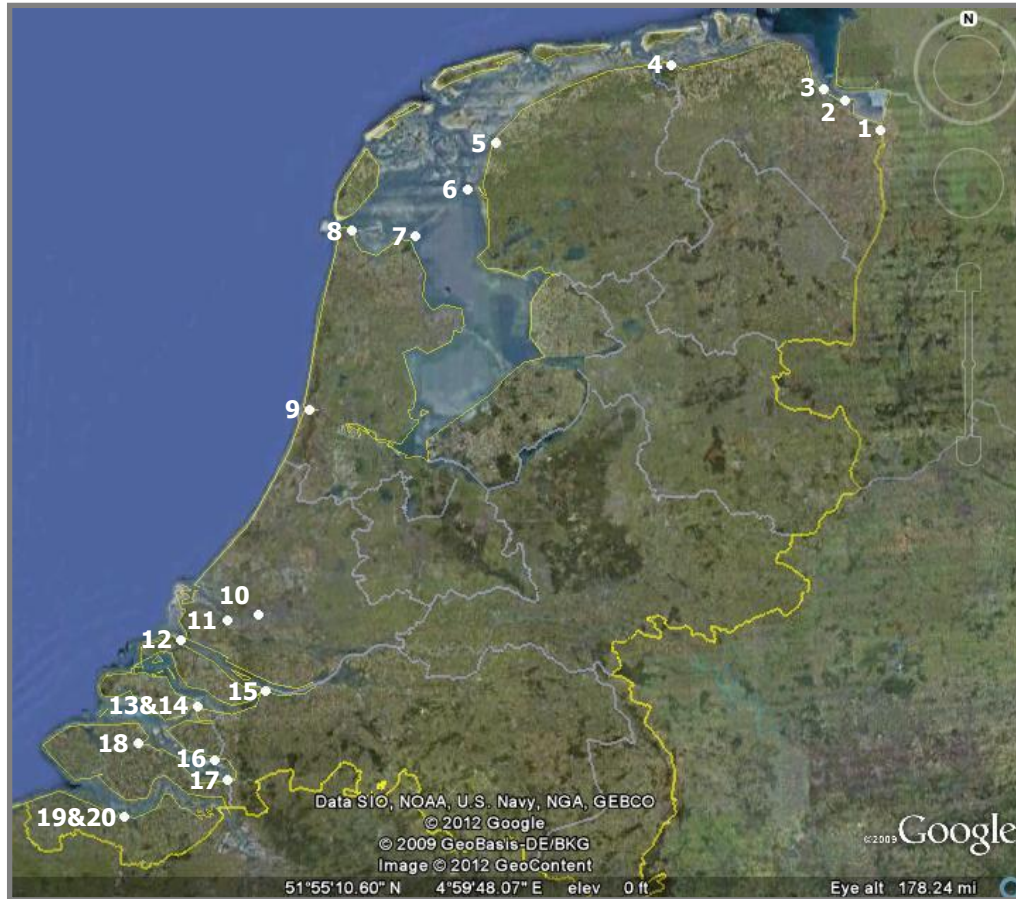 N
4
3
2
1
5
6
8
7
9
10
11
12
15
13&14
18
16
17
19&20
Data SIO, NOAA, U.S. Navy, NGA, GEBCO
© 2012 Google
© 2009 GeoBasis-DE/BKG
Image © 2012 GeoContent
©2009 Google
51°55'10.60" N 4°59'48.07" E elev 0 ft Eye alt 178.24 mi